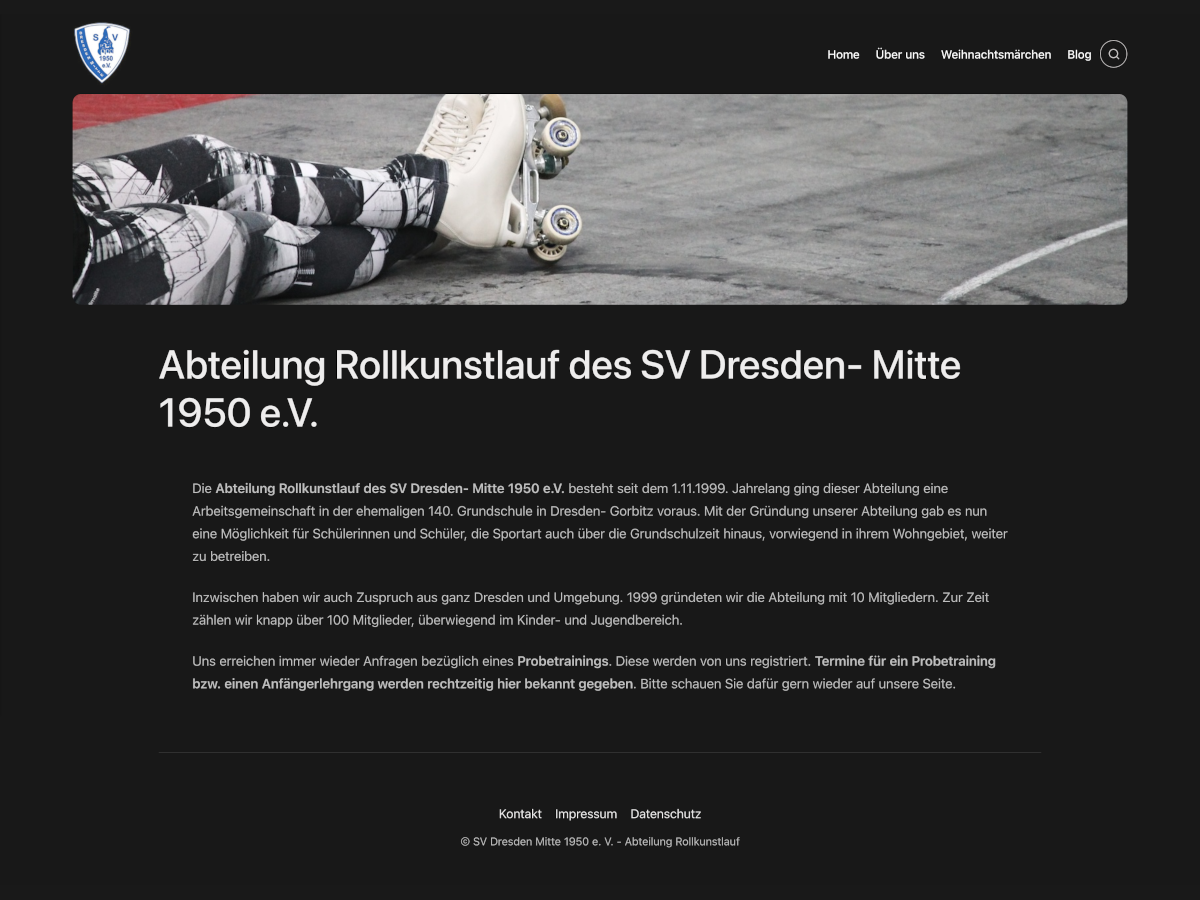 S V
1950
e.V.
Home Über uns Weihnachtsmärchen Blog
Abteilung Rollkunstlauf des SV Dresden- Mitte
1950 e.V.
Die Abteilung Rollkunstlauf des SV Dresden- Mitte 1950 e.V. besteht seit dem 1.11.1999. Jahrelang ging dieser Abteilung eine
Arbeitsgemeinschaft in der ehemaligen 140. Grundschule in Dresden- Gorbitz voraus. Mit der Gründung unserer Abteilung gab es nun
eine Möglichkeit für Schülerinnen und Schüler, die Sportart auch über die Grundschulzeit hinaus, vorwiegend in ihrem Wohngebiet, weiter
zu betreiben.
Inzwischen haben wir auch Zuspruch aus ganz Dresden und Umgebung. 1999 gründeten wir die Abteilung mit 10 Mitgliedern. Zur Zeit
zählen wir knapp über 100 Mitglieder, überwiegend im Kinder- und Jugendbereich.
Uns erreichen immer wieder Anfragen bezüglich eines Probetrainings. Diese werden von uns registriert. Termine für ein Probetraining
bzw. einen Anfängerlehrgang werden rechtzeitig hier bekannt gegeben. Bitte schauen Sie dafür gern wieder auf unsere Seite.
Kontakt Impressum Datenschutz
© SV Dresden Mitte 1950 e. V. - Abteilung Rollkunstlauf